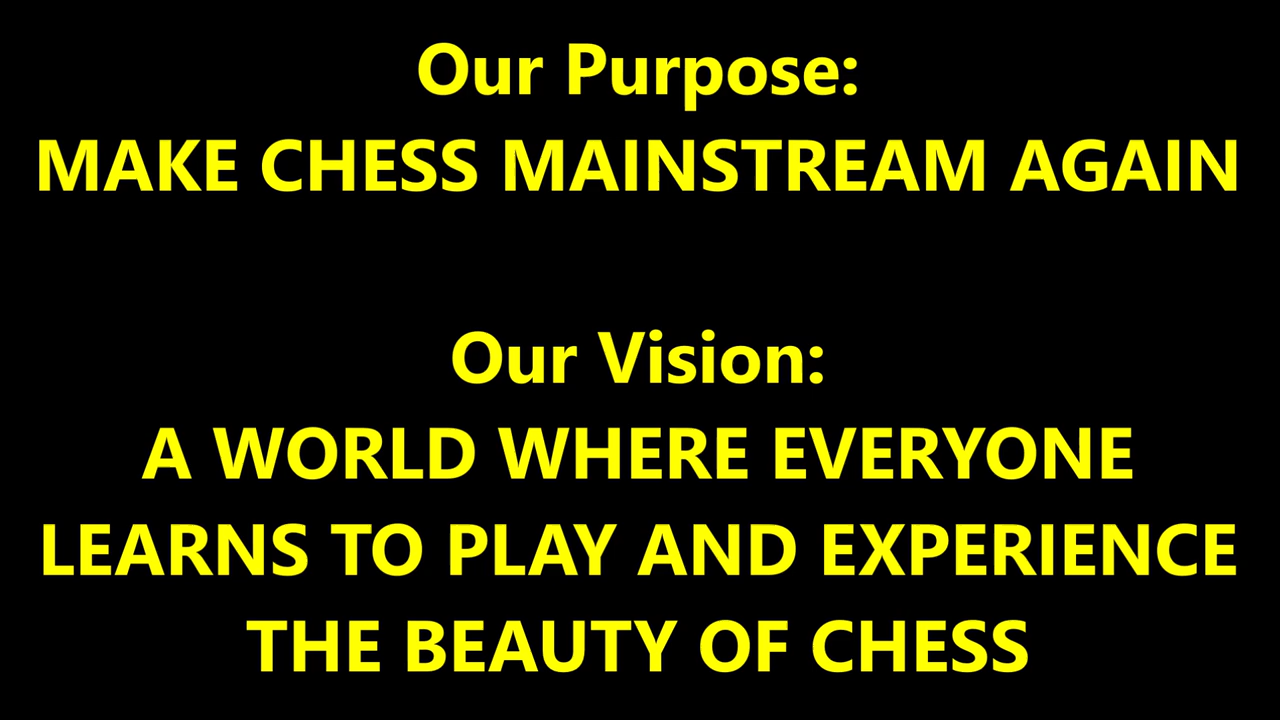 Our Purpose:
MAKE CHESS MAINSTREAM AGAIN
Our Vision:
A WORLD WHERE EVERYONE
LEARNS TO PLAY AND EXPERIENCE
THE BEAUTY OF CHESS